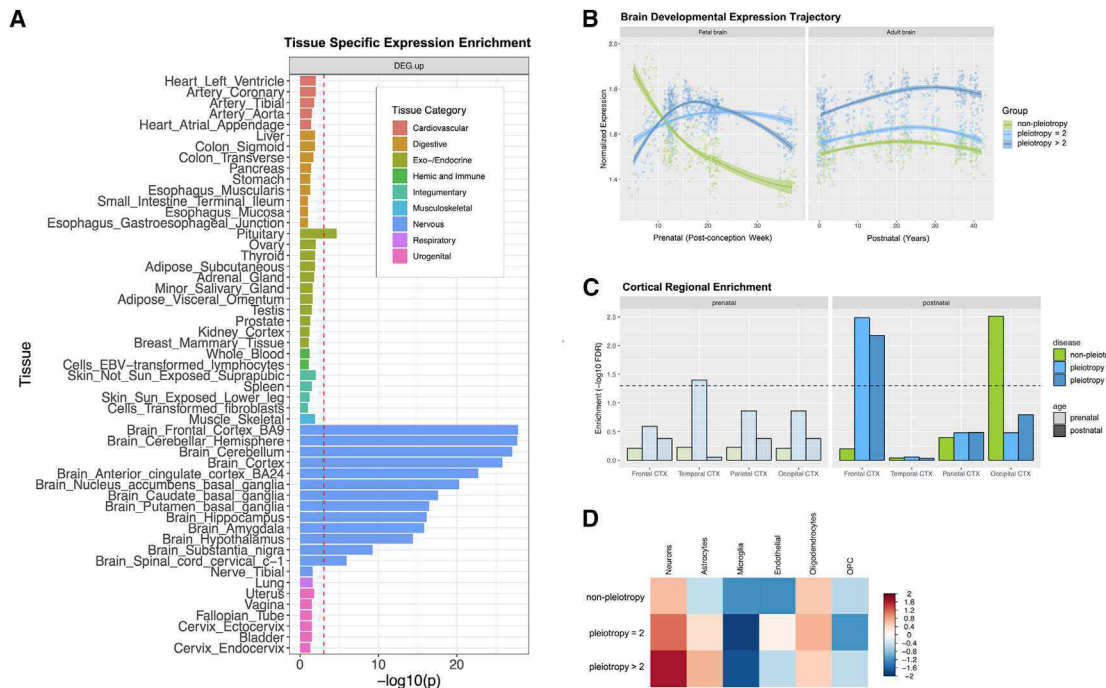 A
Tissue Specific Expression Enrichment
DEG.up
Tissue
Heart_Left_Ventricle
Artery_Coronary
Artery_Tibial
Artery_Aorta
Heart_Atrial_Appendage
Liver
Colon_Sigmoid
Colon_Transverse
Pancreas
Stomach
Esophagus_Muscularis
Small_Intestine_Terminal_Ileum
Esophagus_Mucosa
Esophagus_Gastroesophageal_Junction
Pituitary
Ovary
Thyroid
Adipose_Subcutaneous
Adrenal_Gland
Minor_Salivary_Gland
Adipose_Visceral_Omentum
Testis
Prostate
Kidney_Cortex
Breast_Mammary_Tissue
Whole_Blood
Cells_EBV-transformed_lymphocytes
Skin_Not_Sun_Exposed_Suprapubic
Spleen
Skin_Sun_Exposed_Lower_leg
Cells_Transformed_fibroblasts
Muscle_Skeletal
Brain_Frontal_Cortex_BA9
Brain_Cerebellar_Hemisphere
Brain_Cerebellum
Brain_Cortex
Brain_Anterior_cingulate_cortex_BA24
Brain_Nucleus_accumbens_basal_ganglia
Brain_Caudate_basal_ganglia
Brain_Putamen_basal_ganglia
Brain_Hippocampus
Brain_Amygdala
Brain_Hypothalamus
Brain_Substantia_nigra
Brain_Spinal_cord_cervical_c-1
Nerve_Tibial
Lung
Uterus
Vagina
Fallopian_Tube
Cervix_Ectocervix
Bladder
Cervix_Endocervix
0 10 20
−log10(p)
Tissue Category
Cardiovascular
Digestive
Exo-/Endocrine
Hemic and Immune
Integumentary
Musculoskeletal
Nervous
Respiratory
Urogenital
B
Brain Developmental Expression Trajectory
Fetal brain Adult brain
Normalized Expression
2.0
1.8
1.6
1.4
10 20 30 0 10 20 30 40
Prenatal (Post-conception Week) Postnatal (Years)
Group
non-pleiotropy
pleiotropy = 2
pleiotropy > 2
C
Cortical Regional Enrichment
prenatal postnatal
Enrichment (−log10 FDR)
2.5
2.0
1.5
1.0
0.5
0.0
Frontal CTX Temporal CTX Parietal CTX Occipital CTX Frontal CTX Temporal CTX Parietal CTX Occipital CTX
disease
non-pleiot
pleiotropy
pleiotropy
age
prenatal
postnatal
D
Neurons Astrocytes Microglia Endothelial Oligodendrocytes OPC
non-pleiotropy
pleiotropy = 2
pleiotropy > 2
2
1.6
1.2
0.8
0.4
0
−0.4
−0.8
−1.2
−1.6
−2